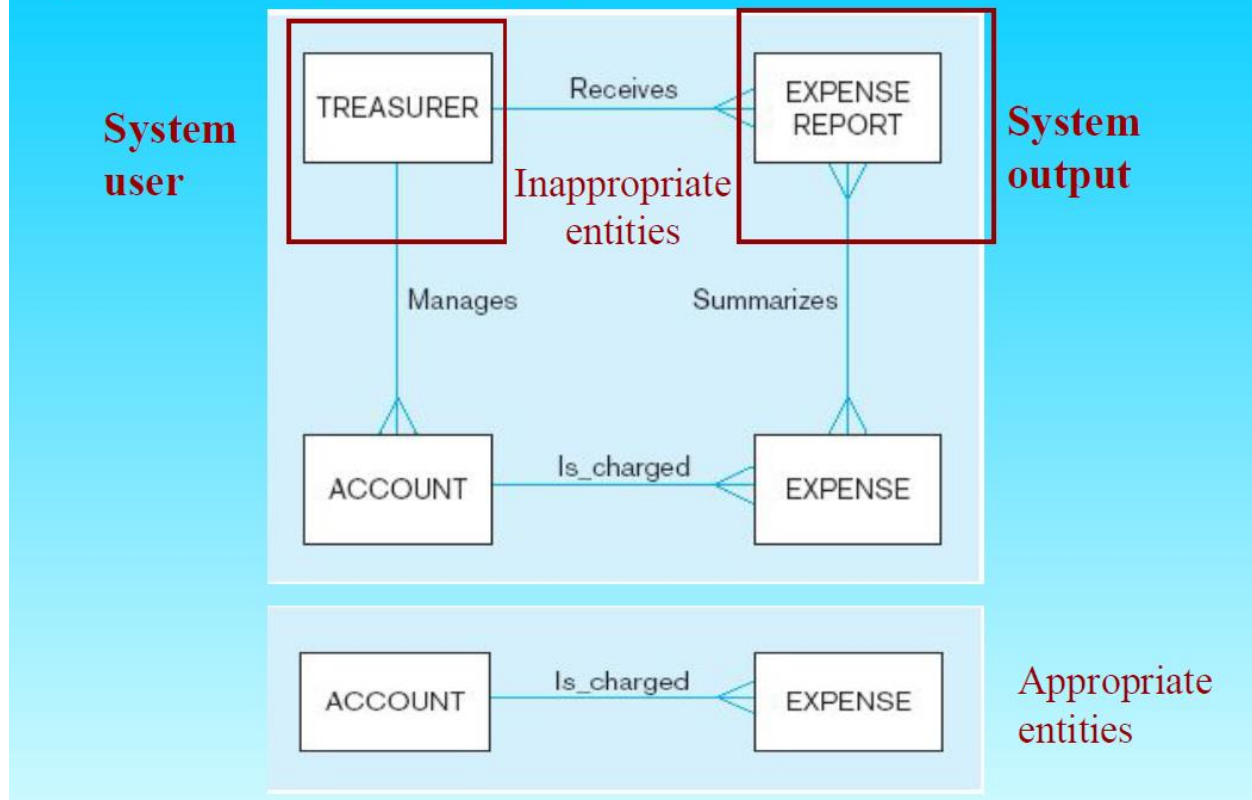 System
user
TREASURER
Receives
EXPENSE
REPORT
System
output
Inappropriate
entities
Manages
Summarizes
ACCOUNT
Is_charged
EXPENSE
ACCOUNT
Is_charged
EXPENSE
Appropriate
entities